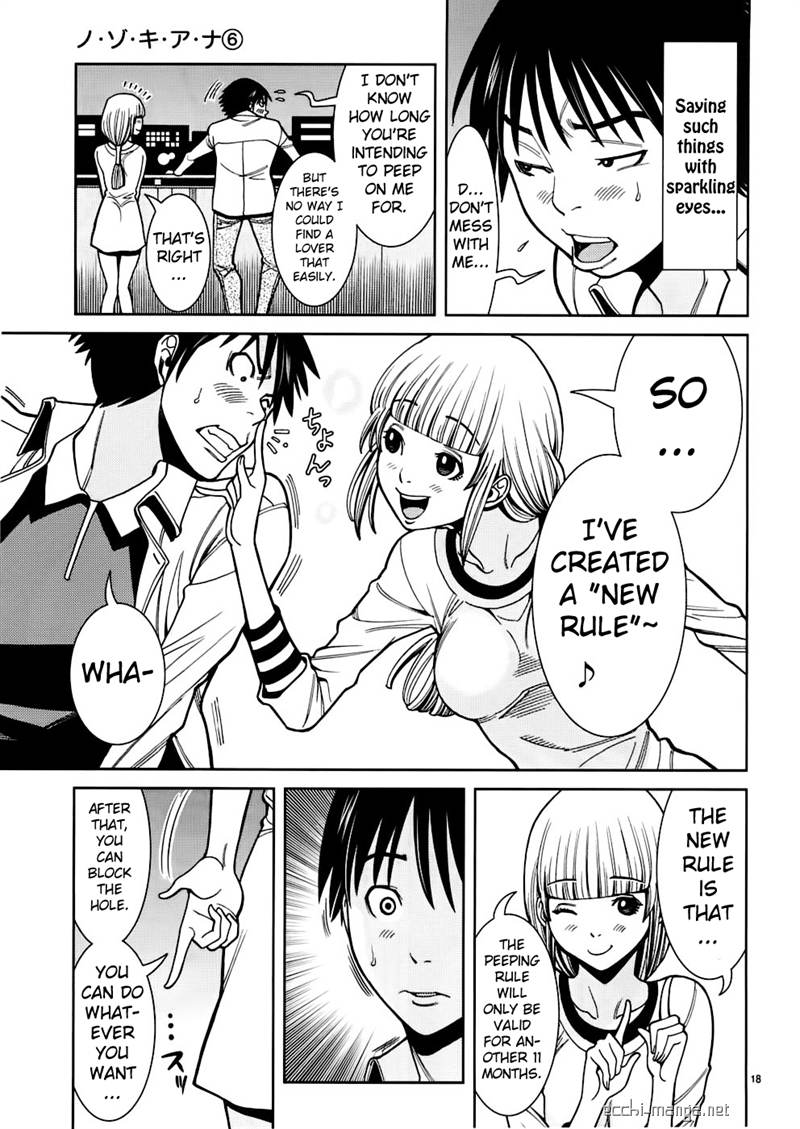 ノ・ゾ・キ・ア・ナ⑥
Saying
such
things
with
sparkling
eyes...
D...
DON'T
MESS
WITH
ME...
I DON'T
KNOW
HOW LONG
YOU'RE
INTENDING
TO PEEP
ON ME
FOR.
BUT
THERE'S
NO WAY I
COULD
FIND A
LOVER
THAT
EASILY.
THAT'S
RIGHT
...
SO
...
I'VE
CREATED
A "NEW
RULE"~
♪
ちょんっ
WHA-
THE
NEW
RULE IS
THAT
...
THE
PEEPING
RULE WILL
ONLY BE
VALID
FOR AN-
OTHER 11
MONTHS.
AFTER
THAT,
YOU
CAN
BLOCK
THE
HOLE.
YOU
CAN DO
WHAT-
EVER
YOU
WANT
...
…スッ
18
ecchi-manga.net